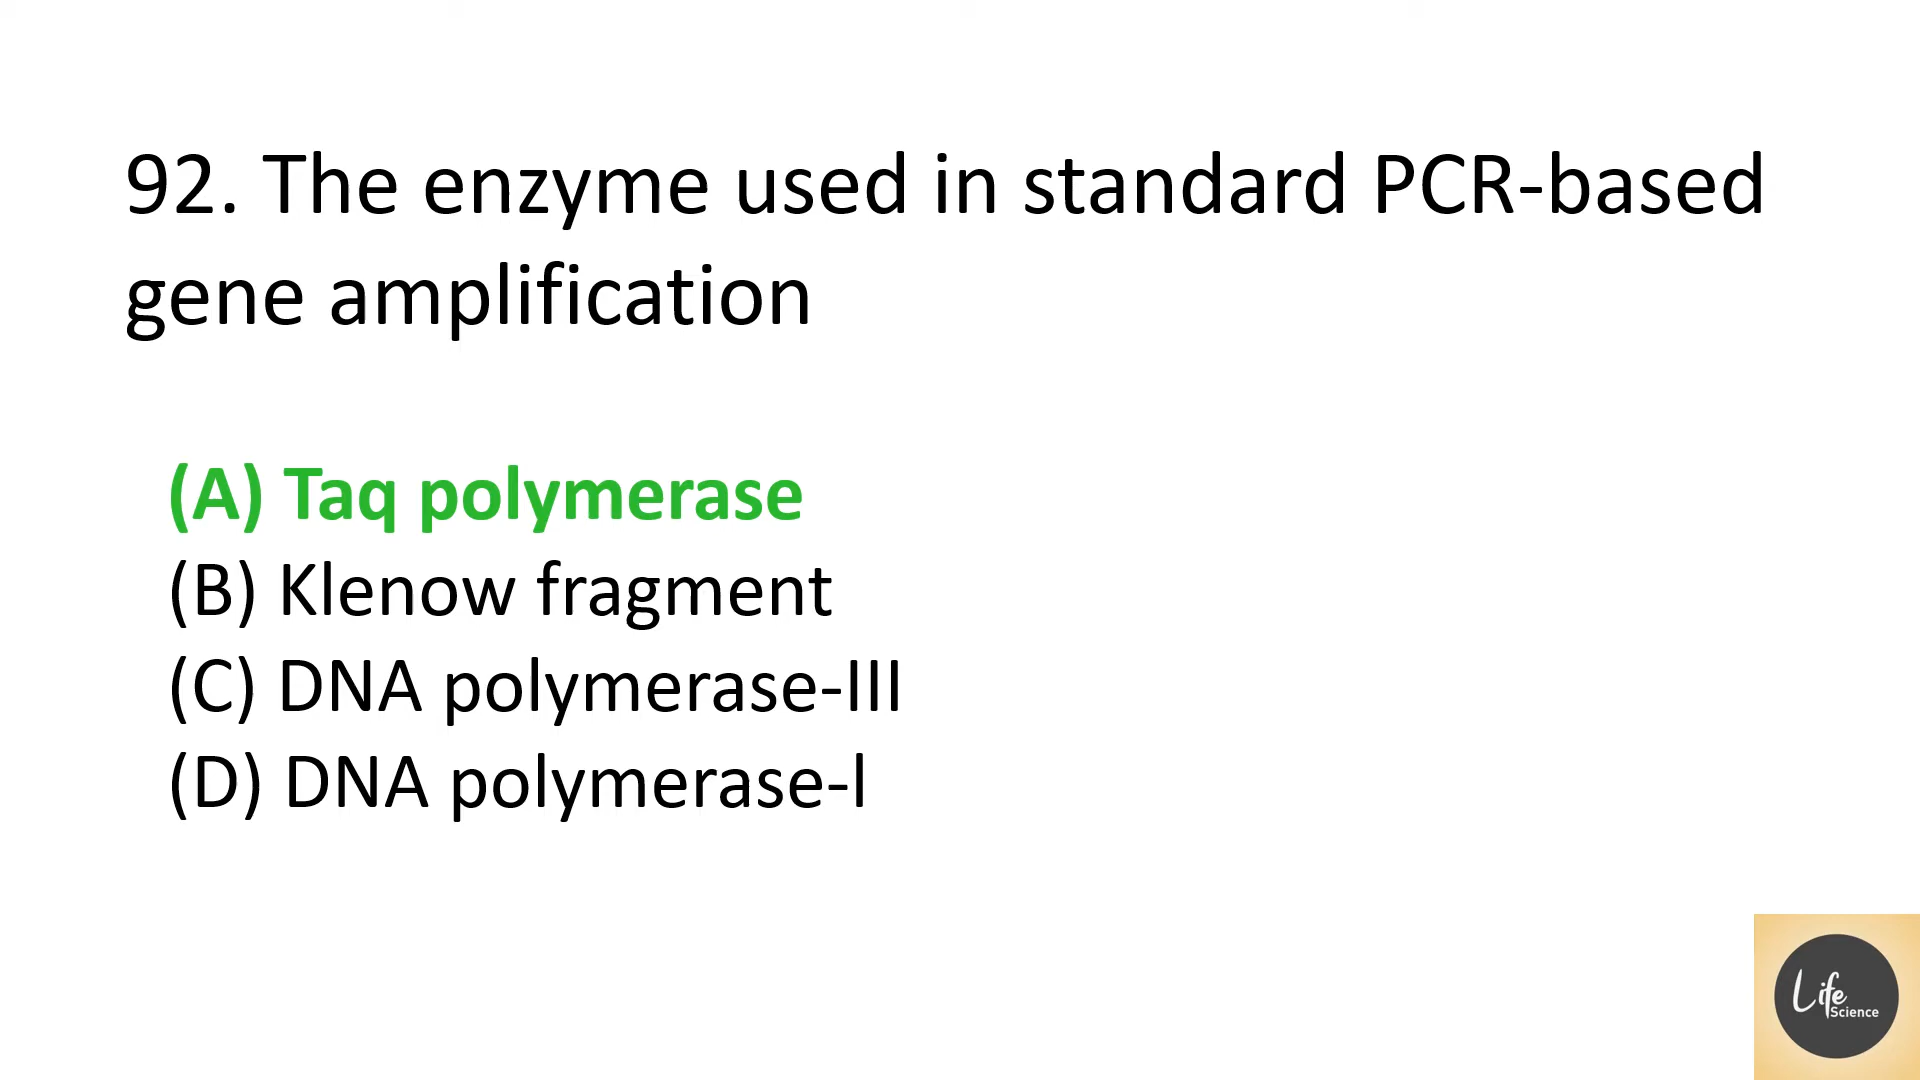 92. The enzyme used in standard PCR-based
gene amplification
(A) Taq polymerase
(B) Klenow fragment
(C) DNA polymerase-III
(D) DNA polymerase-l
Life
Science